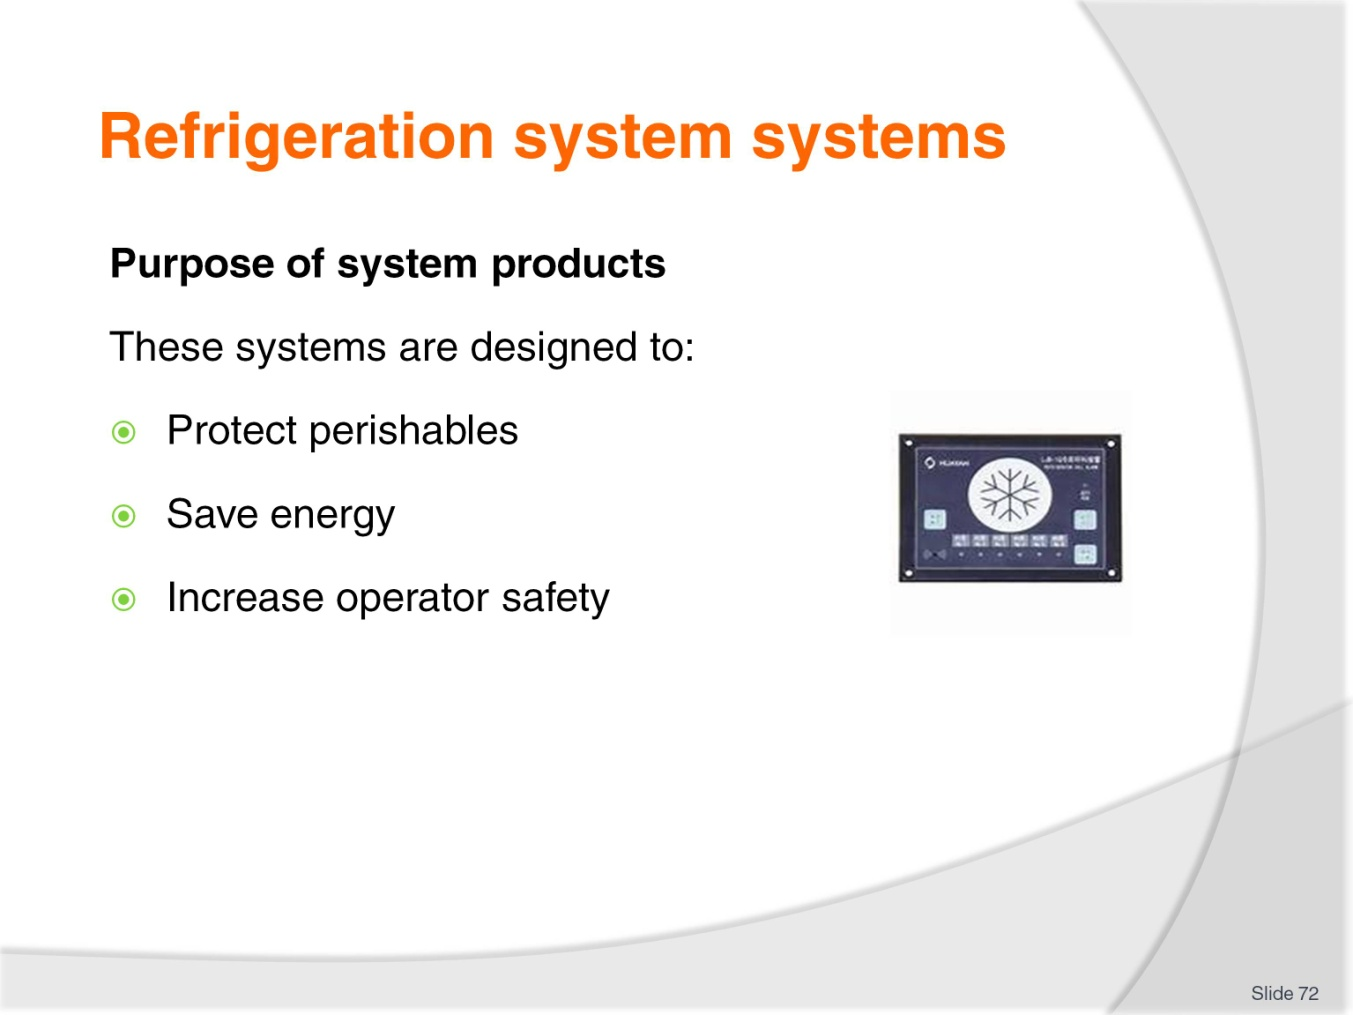 Refrigeration system systems
Purpose of system products
These systems are designed to:
Protect perishables
Save energy
Increase operator safety
Slide 72